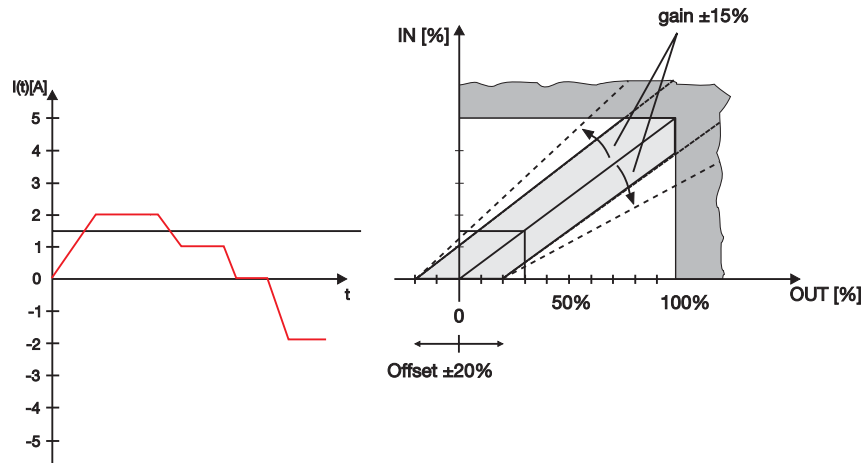 I(t)[A]
5
4
3
2
1
0
-1
-2
-3
-4
-5
t
IN [%]
gain ±15%
0
50%
100%
OUT [%]
Offset ±20%